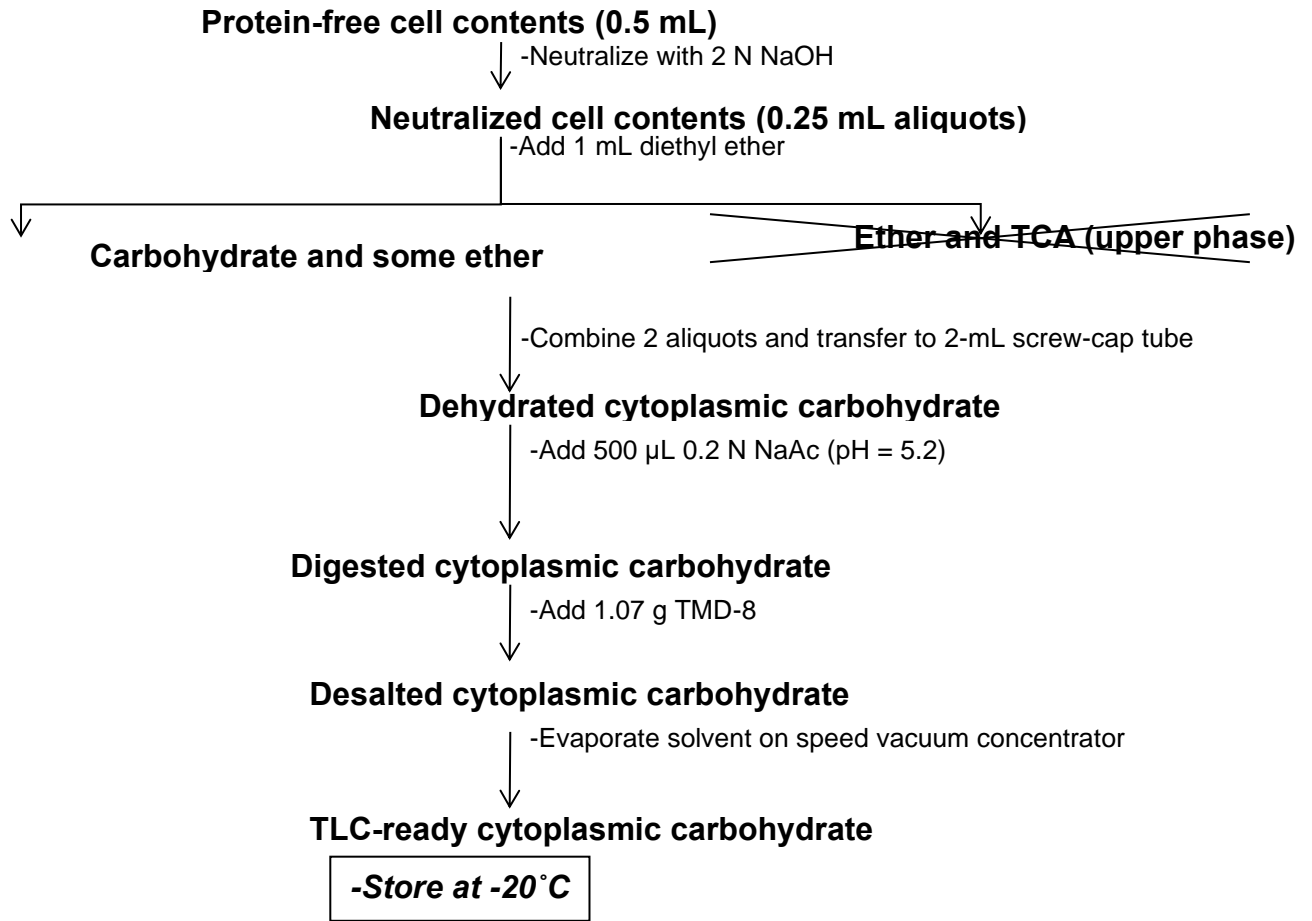 Protein-free cell contents (0.5 mL)
-Neutralize with 2 N NaOH
Neutralized cell contents (0.25 mL aliquots)
-Add 1 mL diethyl ether
Ether and TCA (upper phase)
Carbohydrate and some ether
-Combine 2 aliquots and transfer to 2-mL screw-cap tube
Dehydrated cytoplasmic carbohydrate
-Add 500 µL 0.2 N NaAc (pH = 5.2)
Digested cytoplasmic carbohydrate
-Add 1.07 g TMD-8
Desalted cytoplasmic carbohydrate
-Evaporate solvent on speed vacuum concentrator
TLC-ready cytoplasmic carbohydrate
-Store at -20˚C